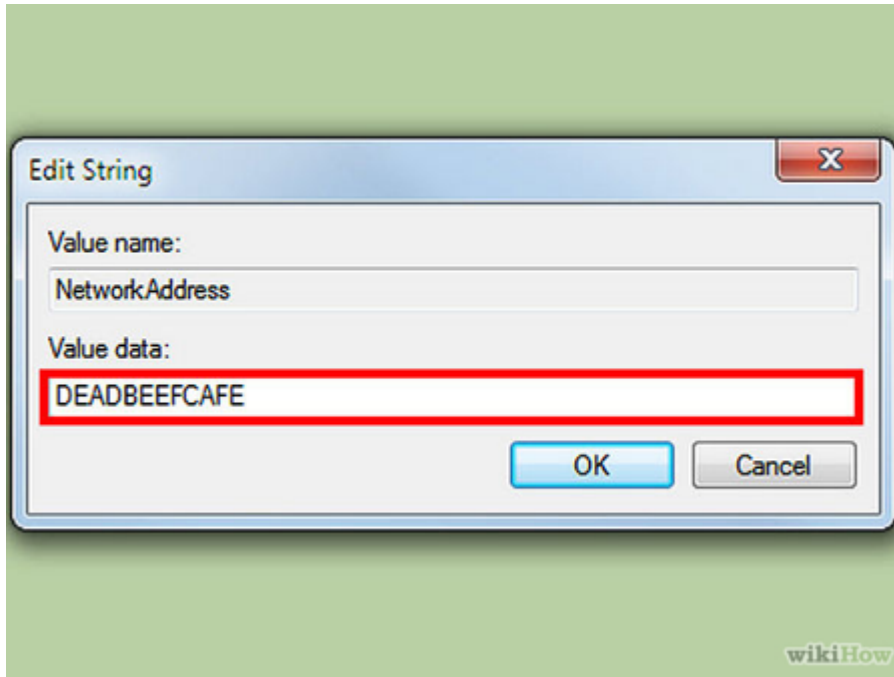 Edit String
Value name:
NetworkAddress
Value data:
DEADBEEFCAFE
OK
Cancel
wikiHow